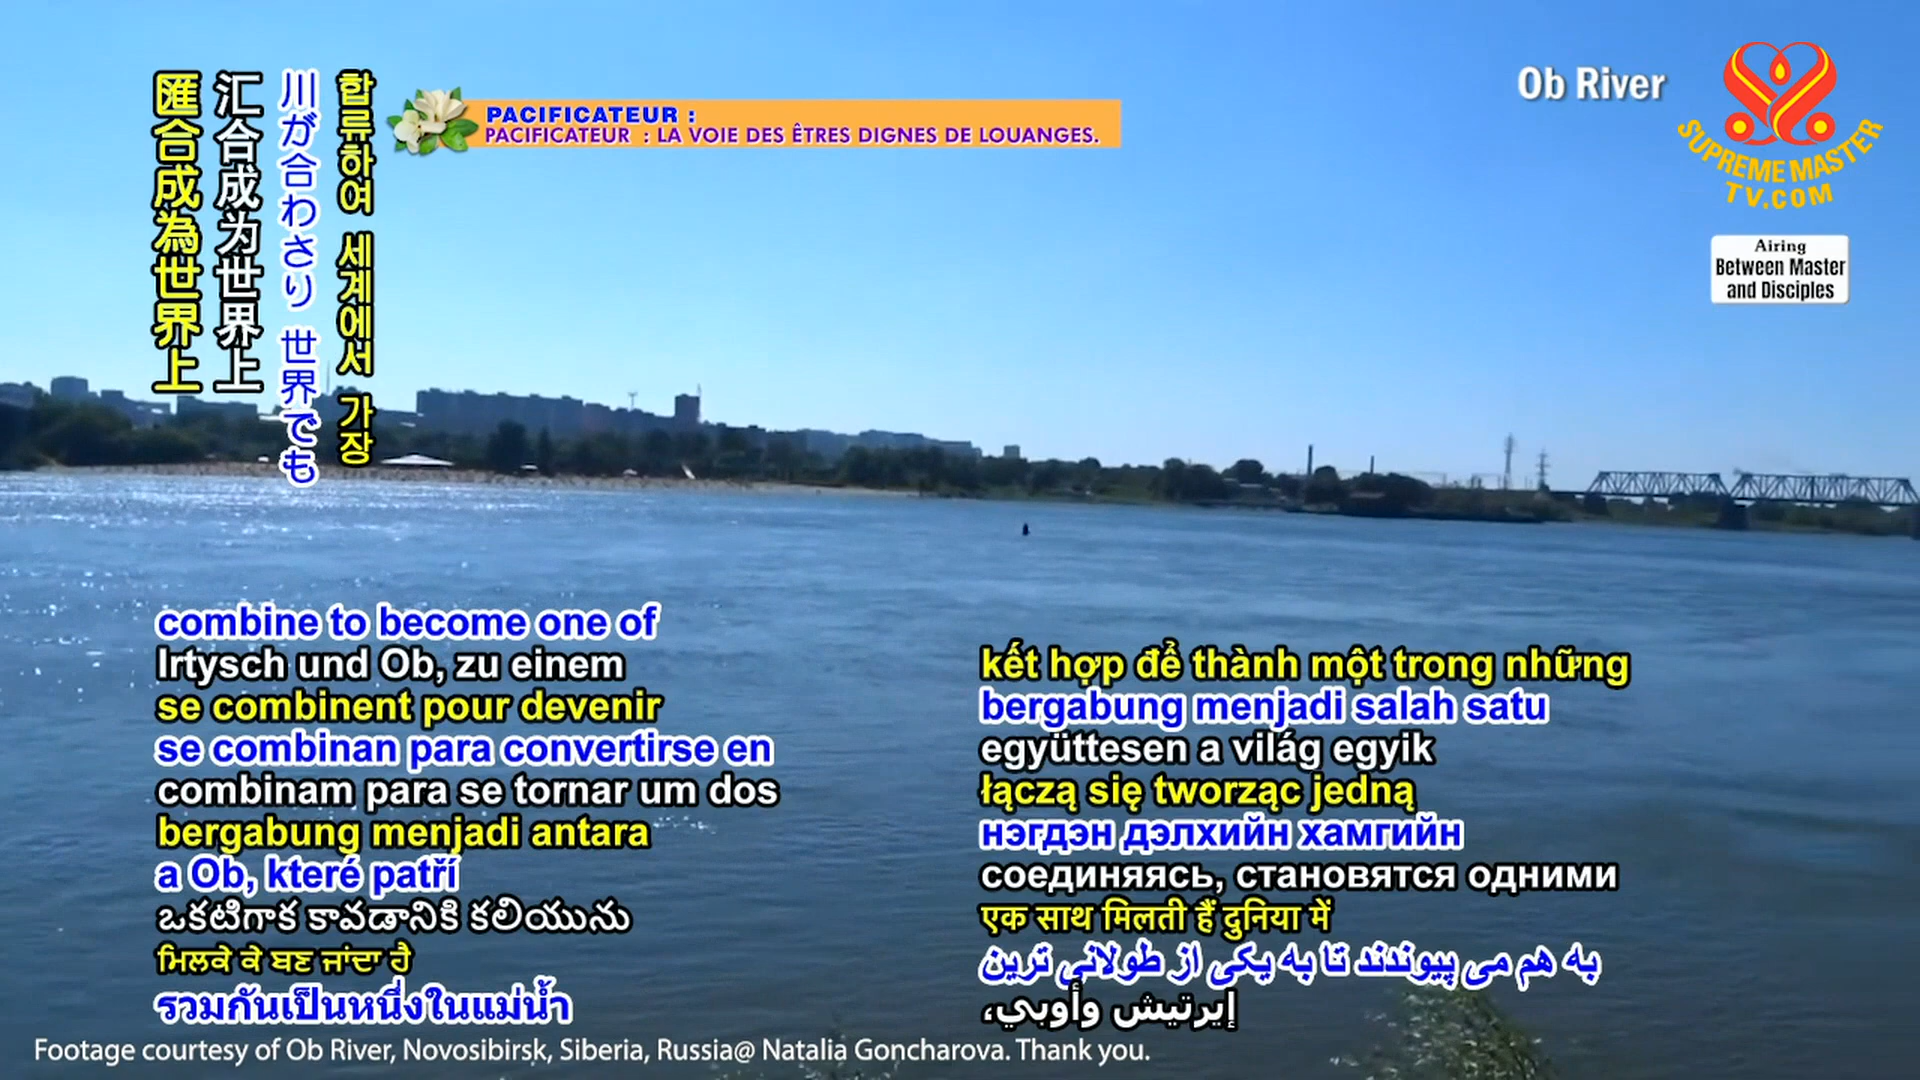 匯合成為世界上
汇合成为世界上
川が合わさり 世界でも
합류하여 세계에서 가장
PACIFICATEUR :
PACIFICATEUR : LA VOIE DES ÊTRES DIGNES DE LOUANGES.
Ob River
SUPREME MASTER
TV.COM
Airing
Between Master
and Disciples
combine to become one of
Irtysch und Ob, zu einem
se combinent pour devenir
se combinan para convertirse en
combinam para se tornar um dos
bergabung menjadi antara
a Ob, které patří
ఒకటిగాక కావడానికి కలియును
ਮਿਲਕੇ ਕੇ ਬਣ ਜਾਂਦਾ ਹੈ
รวมกันเป็นหนึ่งในแม่น้ำ
kết hợp để thành một trong những
bergabung menjadi salah satu
együttesen a világ egyik
łączą się tworząc jedną
нэгдэн дэлхийн хамгийн
соединяясь, становятся одними
एक साथ मिलती हैं दुनिया में
به هم می پیوندند تا به یکی از طولانی ترین
إيرتيش وأوبي،
Footage courtesy of Ob River, Novosibirsk, Siberia, Russia@ Natalia Goncharova. Thank you.